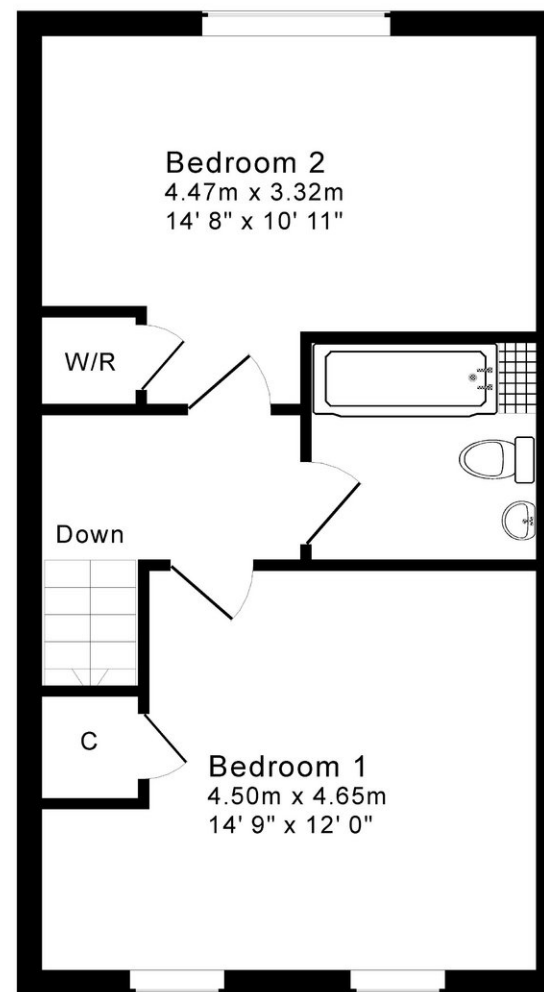 Bedroom 2
4.47m x 3.32m
14' 8" x 10' 11"
W/R
Down
C
Bedroom 1
4.50m x 4.65m
14' 9" x 12' 0"